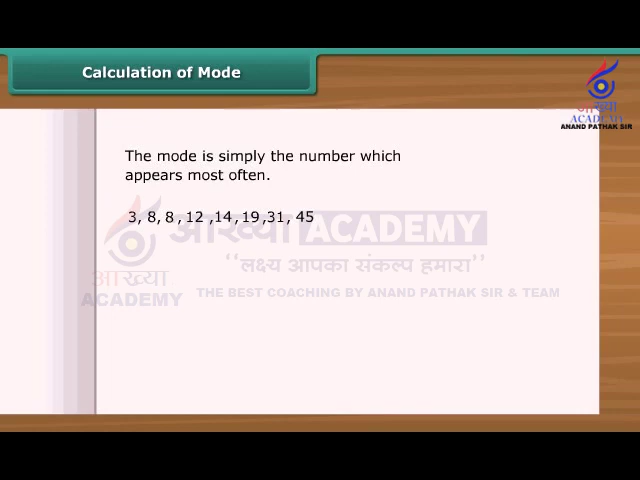 Calculation of Mode
आख्या
ACADEMY
ANAND PATHAK SIR
The mode is simply the number which
appears most often.
3, 8, 8, 12, 14, 19, 31, 45
आख्या ACADEMY
"लक्ष्य आपका संकल्प हमारा"
आख्या
ACADEMY
THE BEST COACHING BY ANAND PATHAK SIR & TEAM